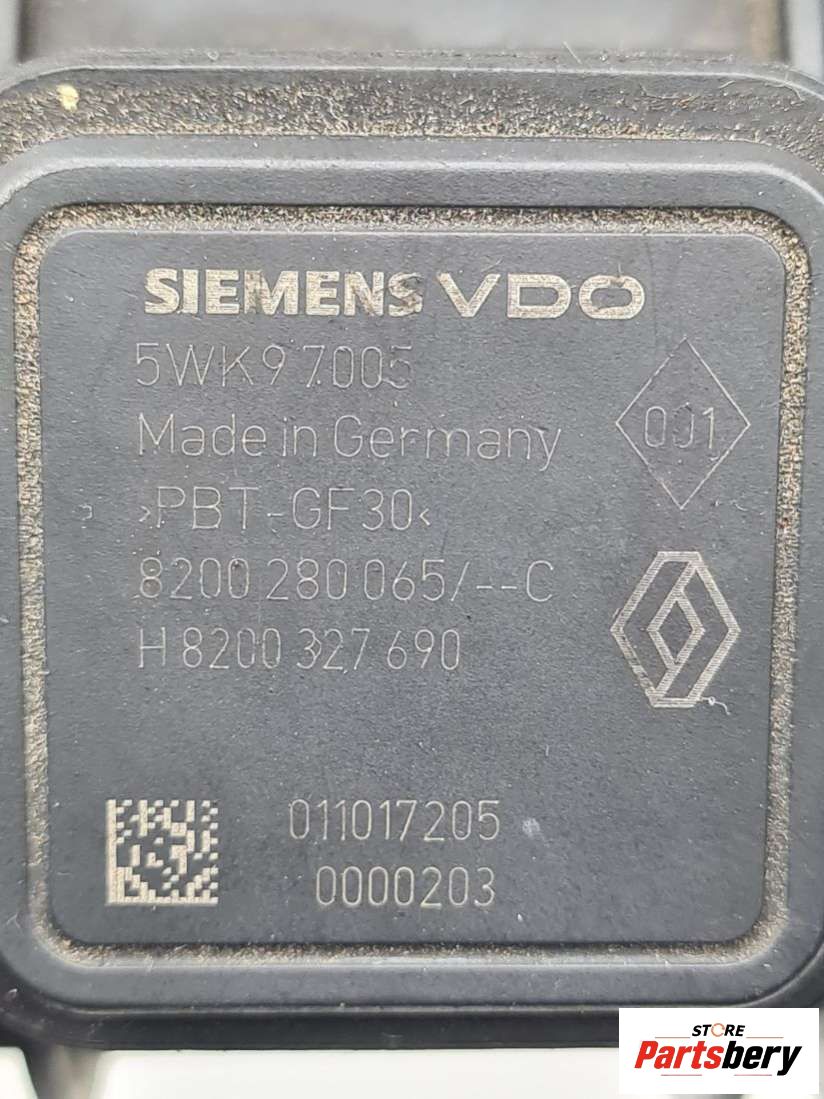 SIEMENS VDO
5WK9 7005
Made in Germany
001
>PBT-GF30<
8200 280 065/--C
H8200 327 690
011017205
0000203
STORE
Partsbery